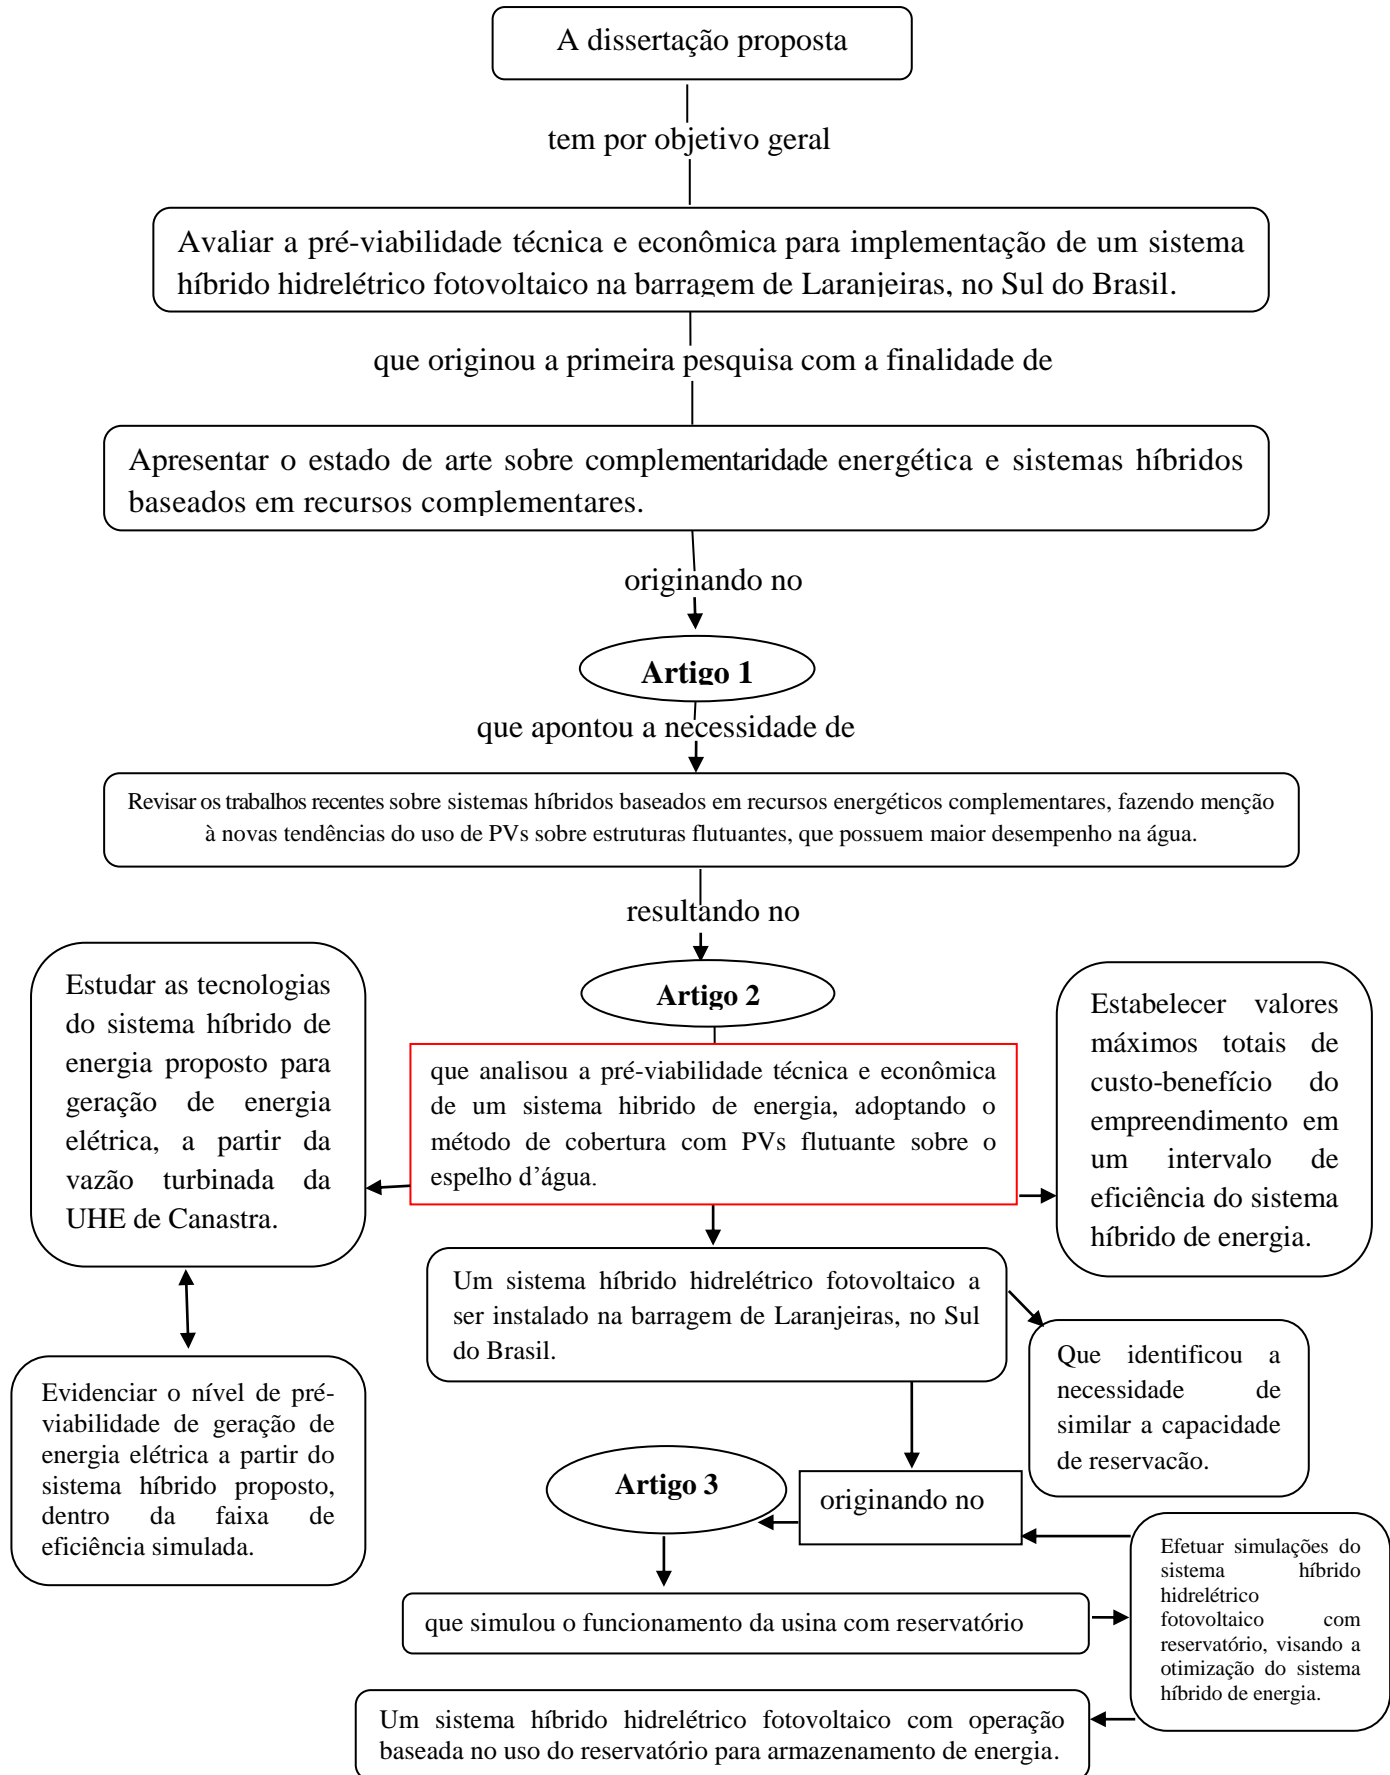 A dissertação proposta
tem por objetivo geral
Avaliar a pré-viabilidade técnica e econômica para implementação de um sistema
híbrido hidrelétrico fotovoltaico na barragem de Laranjeiras, no Sul do Brasil.
que originou a primeira pesquisa com a finalidade de
Apresentar o estado de arte sobre complementaridade energética e sistemas híbridos
baseados em recursos complementares.
originando no
Artigo 1
que apontou a necessidade de
Revisar os trabalhos recentes sobre sistemas híbridos baseados em recursos energéticos complementares, fazendo menção
à novas tendências do uso de PVs sobre estruturas flutuantes, que possuem maior desempenho na água.
resultando no
Artigo 2
Estudar as tecnologias
do sistema híbrido de
energia proposto para
geração de energia
elétrica, a partir da
vazão turbinada da
UHE de Canastra.
que analisou a pré-viabilidade técnica e econômica
de um sistema hibrido de energia, adoptando o
método de cobertura com PVs flutuante sobre o
espelho d’água.
Estabelecer valores
máximos totais de
custo-benefício do
empreendimento em
um intervalo de
eficiência do sistema
híbrido de energia.
Um sistema híbrido hidrelétrico fotovoltaico a
ser instalado na barragem de Laranjeiras, no Sul
do Brasil.
Que identificou a
necessidade de
similar a capacidade
de reservacão.
Evidenciar o nível de pré-
viabilidade de geração de
energia elétrica a partir do
sistema híbrido proposto,
dentro da faixa de
eficiência simulada.
Artigo 3
originando no
Efetuar simulações do
sistema híbrido
hidrelétrico
fotovoltaico com
reservatório, visando a
otimização do sistema
híbrido de energia.
que simulou o funcionamento da usina com reservatório
Um sistema híbrido hidrelétrico fotovoltaico com operação
baseada no uso do reservatório para armazenamento de energia.